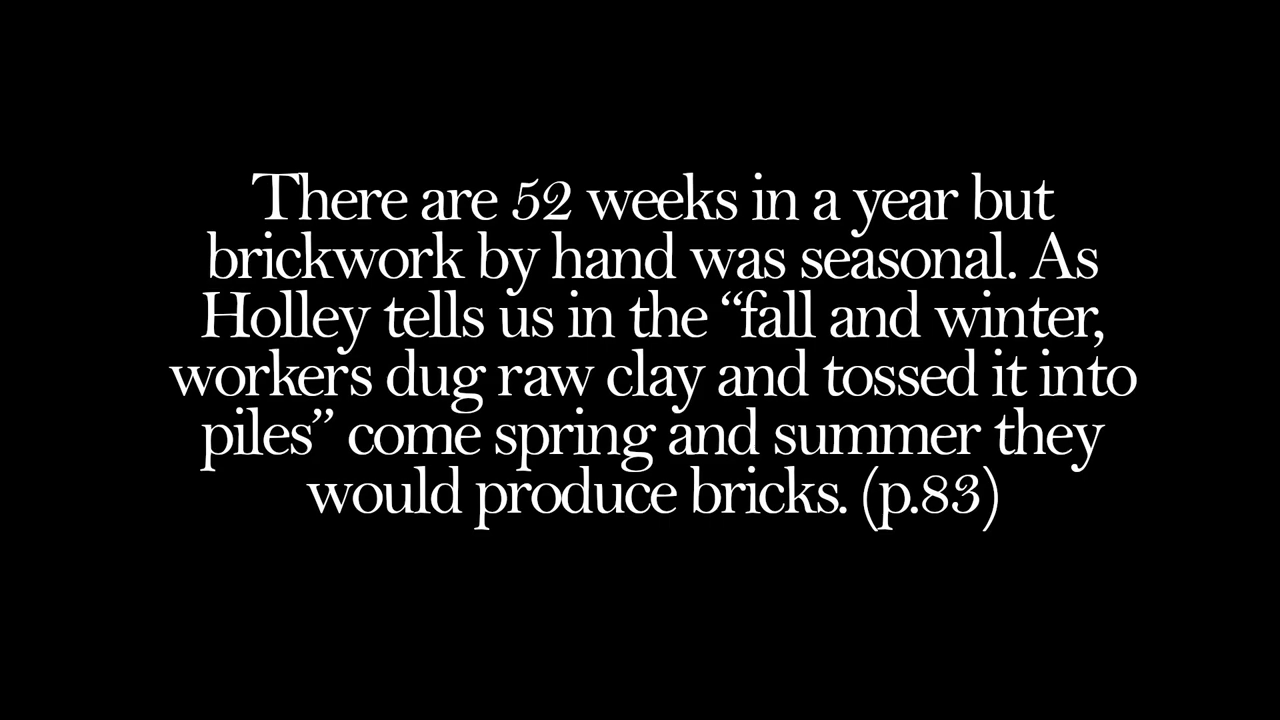 There are 52 weeks in a year but
brickwork by hand was seasonal. As
Holley tells us in the “fall and winter,
workers dug raw clay and tossed it into
piles” come spring and summer they
would produce bricks. (p.83)